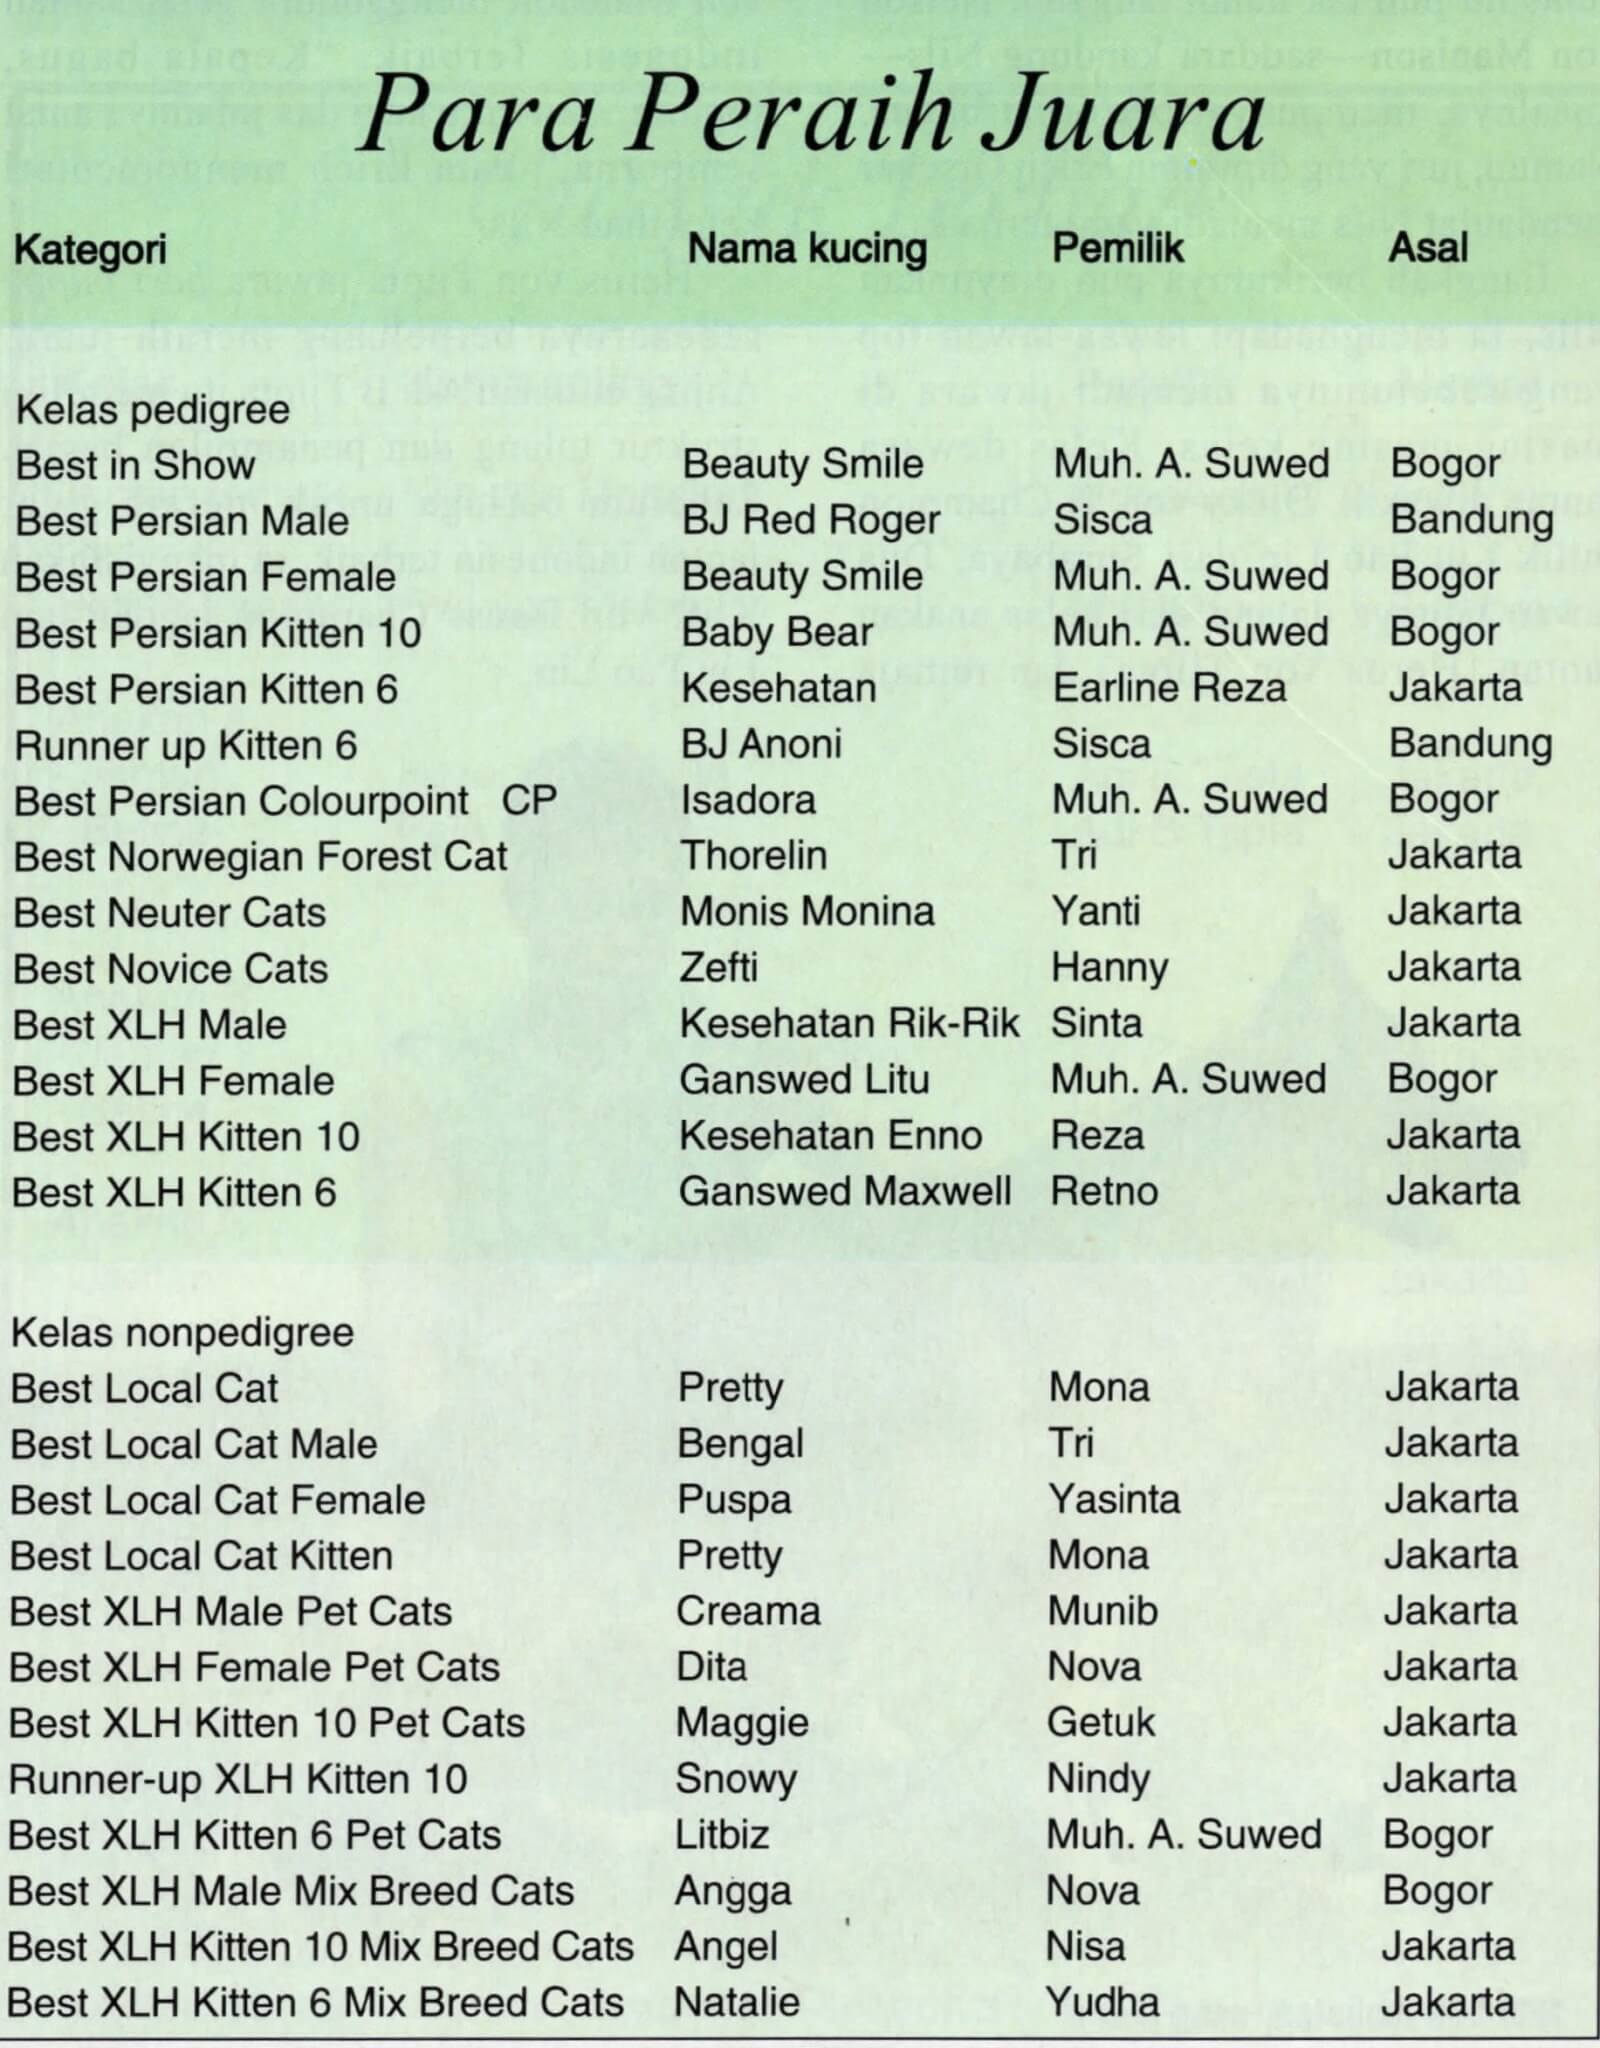 Para Peraih Juara
Kategori Nama kucing Pemilik Asal
Kelas pedigree
Best in Show Beauty Smile Muh. A. Suwed Bogor
Best Persian Male BJ Red Roger Sisca Bandung
Best Persian Female Beauty Smile Muh. A. Suwed Bogor
Best Persian Kitten 10 Baby Bear Muh. A. Suwed Bogor
Best Persian Kitten 6 Kesehatan Earline Reza Jakarta
Runner up Kitten 6 BJ Anoni Sisca Bandung
Best Persian Colourpoint CP Isadora Muh. A. Suwed Bogor
Best Norwegian Forest Cat Thorelin Tri Jakarta
Best Neuter Cats Monis Monina Yanti Jakarta
Best Novice Cats Zefti Hanny Jakarta
Best XLH Male Kesehatan Rik-Rik Sinta Jakarta
Best XLH Female Ganswed Litu Muh. A. Suwed Bogor
Best XLH Kitten 10 Kesehatan Enno Reza Jakarta
Best XLH Kitten 6 Ganswed Maxwell Retno Jakarta
Kelas nonpedigree
Best Local Cat Pretty Mona Jakarta
Best Local Cat Male Bengal Tri Jakarta
Best Local Cat Female Puspa Yasinta Jakarta
Best Local Cat Kitten Pretty Mona Jakarta
Best XLH Male Pet Cats Creama Munib Jakarta
Best XLH Female Pet Cats Dita Nova Jakarta
Best XLH Kitten 10 Pet Cats Maggie Getuk Jakarta
Runner-up XLH Kitten 10 Snowy Nindy Jakarta
Best XLH Kitten 6 Pet Cats Litbiz Muh. A. Suwed Bogor
Best XLH Male Mix Breed Cats Angga Nova Bogor
Best XLH Kitten 10 Mix Breed Cats Angel Nisa Jakarta
Best XLH Kitten 6 Mix Breed Cats Natalie Yudha Jakarta